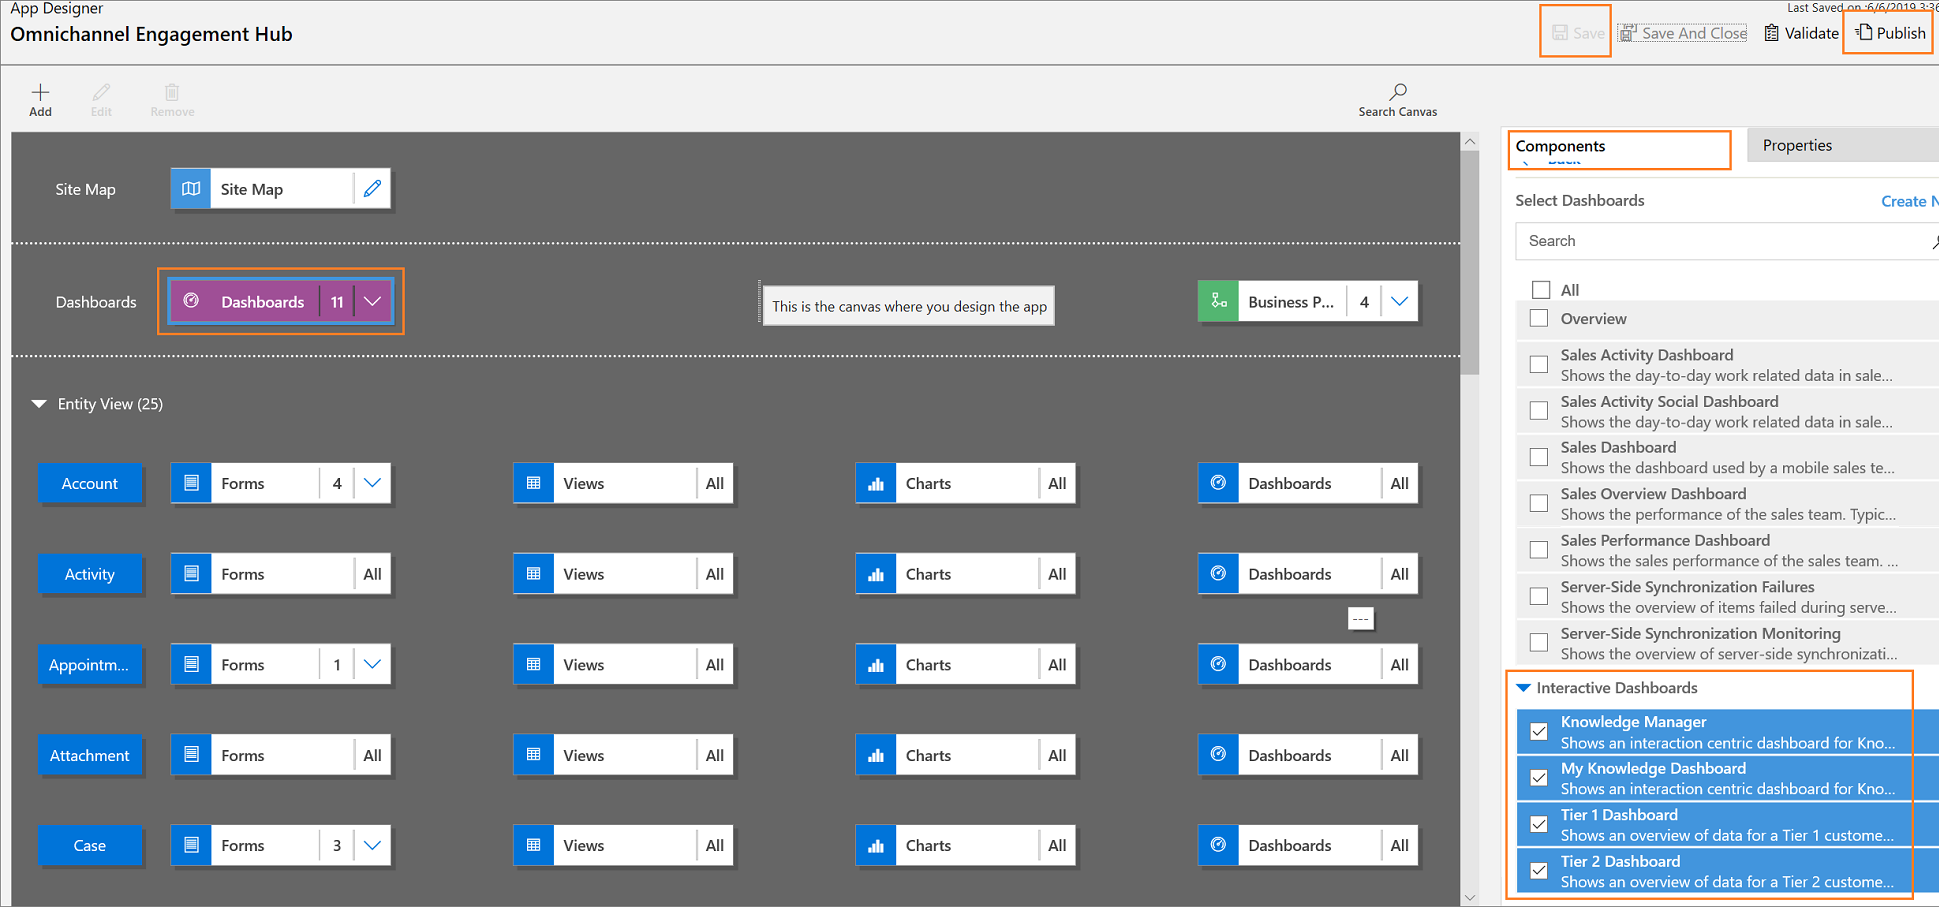 App Designer
Omnichannel Engagement Hub
Last Saved on :6/6/2019 3:36
Save
Save And Close
Validate
Publish
Add
Edit
Remove
Search Canvas
Site Map
Site Map
Dashboards
Dashboards 11
This is the canvas where you design the app
Business P... 4
Entity View (25)
Account
Forms 4
Views All
Charts All
Dashboards All
Activity
Forms All
Views All
Charts All
Dashboards All
---
Appointm...
Forms 1
Views All
Charts All
Dashboards All
Attachment
Forms All
Views All
Charts All
Dashboards All
Case
Forms 3
Views All
Charts All
Dashboards All
Components
Properties
Back
Select Dashboards
Create N
Search
All
Overview
Sales Activity Dashboard
Shows the day-to-day work related data in sale...
Sales Activity Social Dashboard
Shows the day-to-day work related data in sale...
Sales Dashboard
Shows the dashboard used by a mobile sales te...
Sales Overview Dashboard
Shows the performance of the sales team. Typic...
Sales Performance Dashboard
Shows the sales performance of the sales team. ...
Server-Side Synchronization Failures
Shows the overview of items failed during serve...
Server-Side Synchronization Monitoring
Shows the overview of server-side synchronizati...
Interactive Dashboards
Knowledge Manager
Shows an interaction centric dashboard for Kno...
My Knowledge Dashboard
Shows an interaction centric dashboard for Kno...
Tier 1 Dashboard
Shows an overview of data for a Tier 1 custome...
Tier 2 Dashboard
Shows an overview of data for a Tier 2 custome...